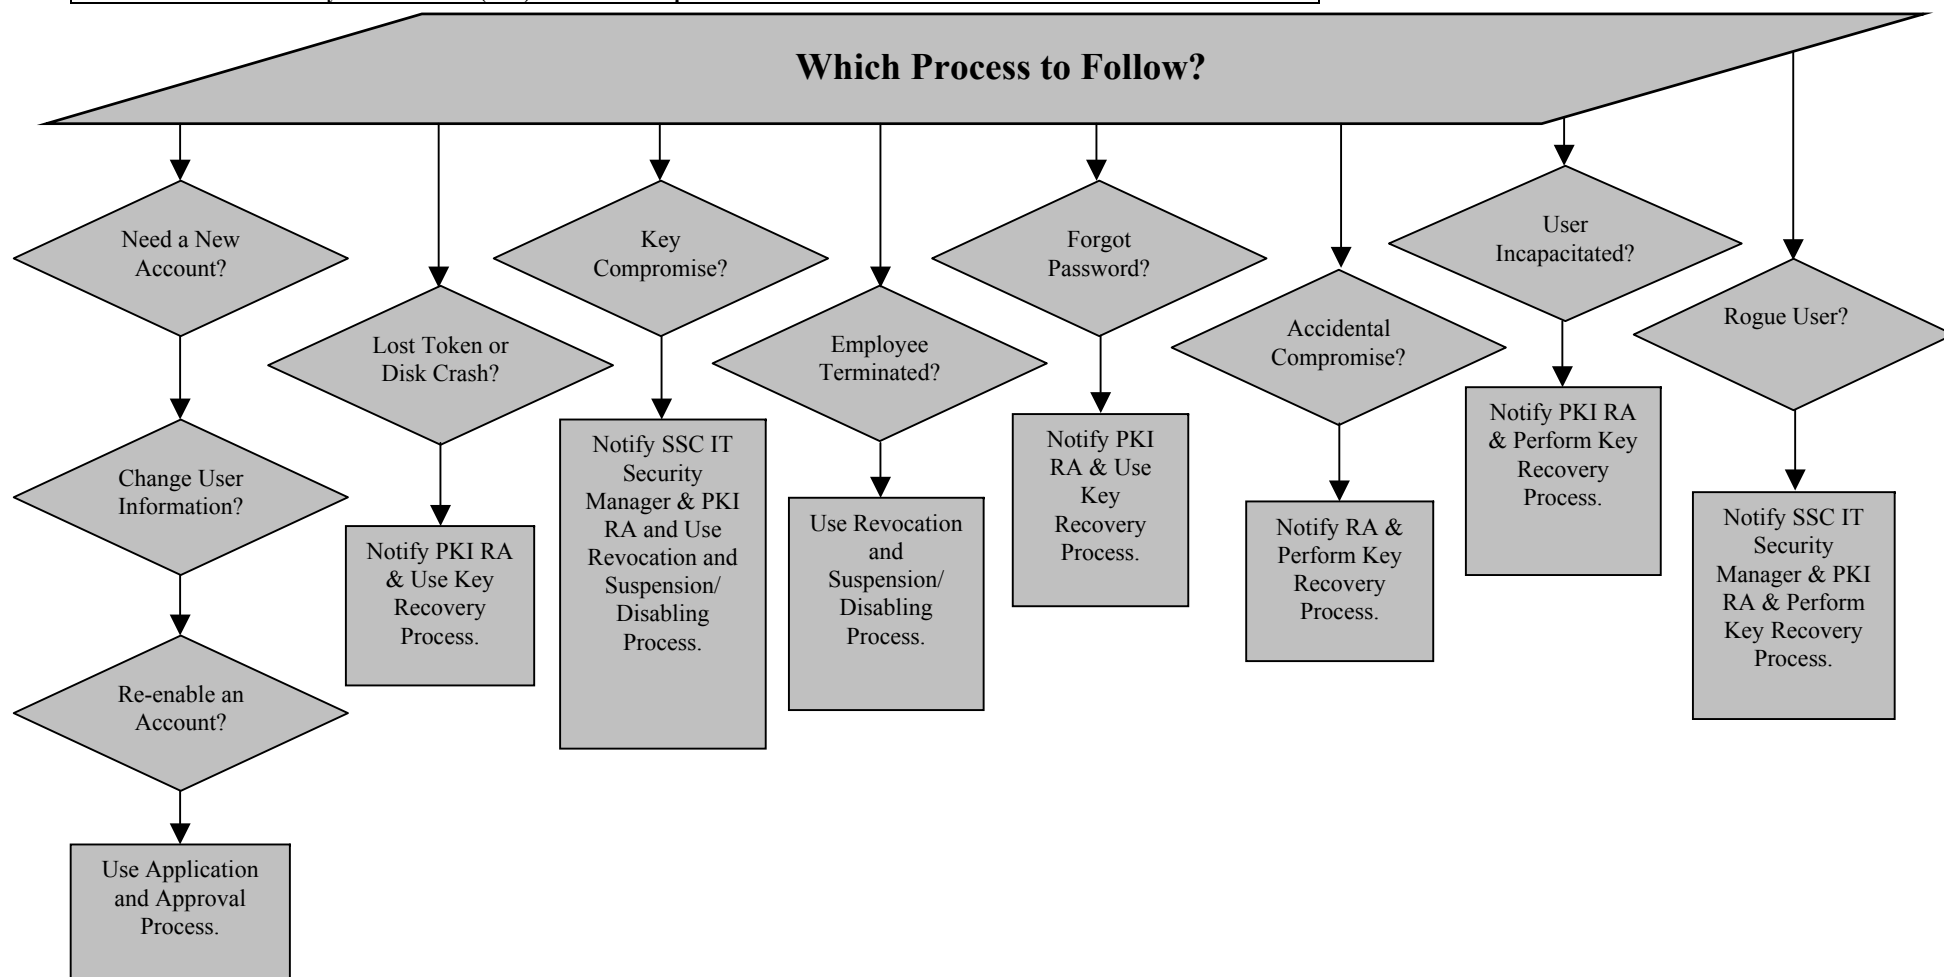 Which Process to Follow?
Need a New
Account?
Change User
Information?
Re-enable an
Account?
Use Application
and Approval
Process.
Lost Token or
Disk Crash?
Notify PKI RA
& Use Key
Recovery
Process.
Key
Compromise?
Notify SSC IT
Security
Manager & PKI
RA and Use
Revocation and
Suspension/
Disabling
Process.
Employee
Terminated?
Use Revocation
and
Suspension/
Disabling
Process.
Forgot
Password?
Notify PKI
RA & Use
Key
Recovery
Process.
Accidental
Compromise?
Notify RA &
Perform Key
Recovery
Process.
User
Incapacitated?
Notify PKI RA
& Perform Key
Recovery
Process.
Rogue User?
Notify SSC IT
Security
Manager & PKI
RA & Perform
Key Recovery
Process.